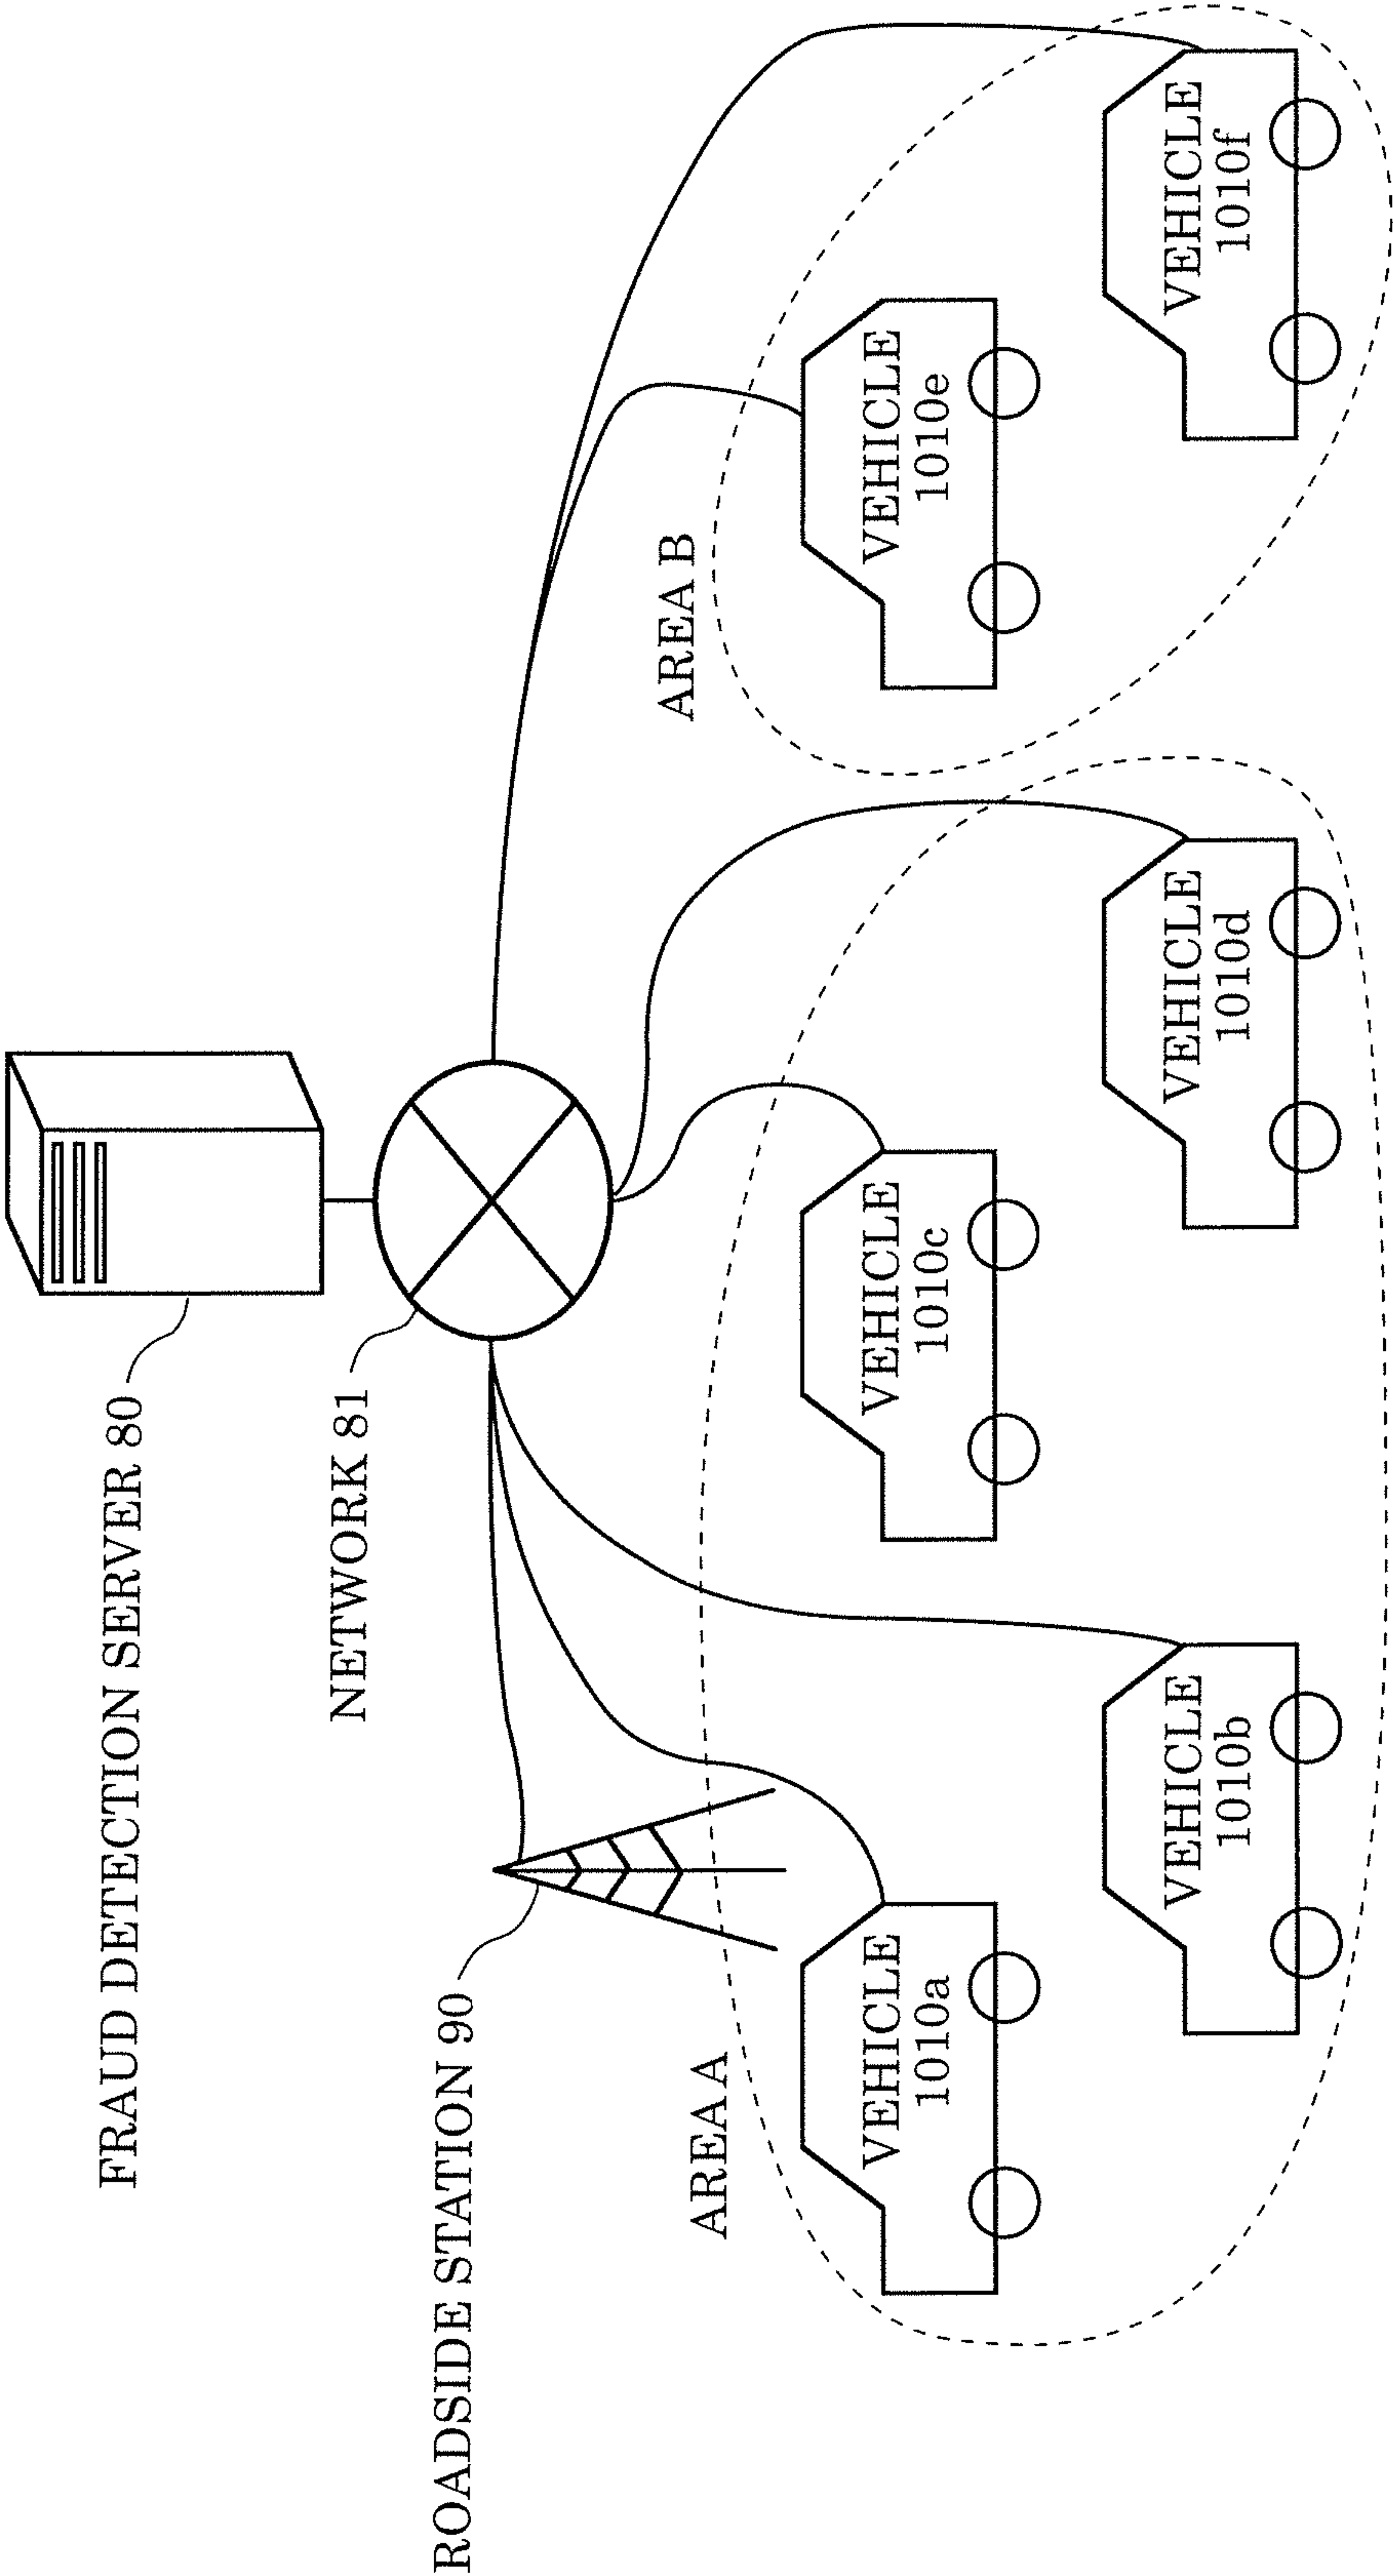 FRAUD DETECTION SERVER 80
NETWORK 81
ROADSIDE STATION 90
AREA A
AREA B
VEHICLE
1010a
VEHICLE
1010c
VEHICLE
1010e
VEHICLE
1010b
VEHICLE
1010d
VEHICLE
1010f